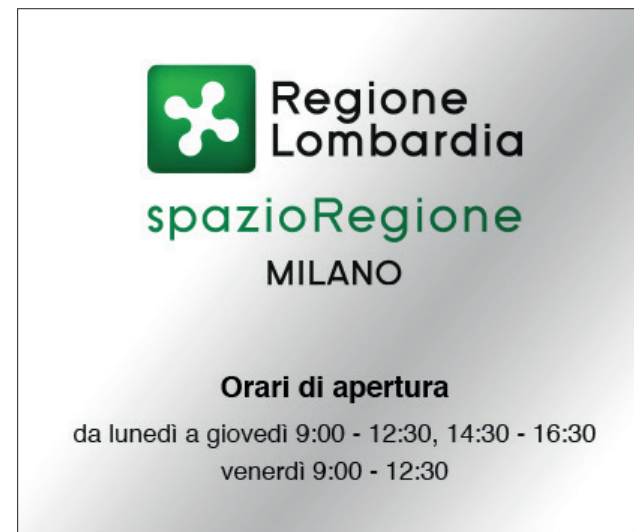 Regione
Lombardia
spazioRegione
MILANO
Orari di apertura
da lunedì a giovedì 9:00 - 12:30, 14:30 - 16:30
venerdì 9:00 - 12:30